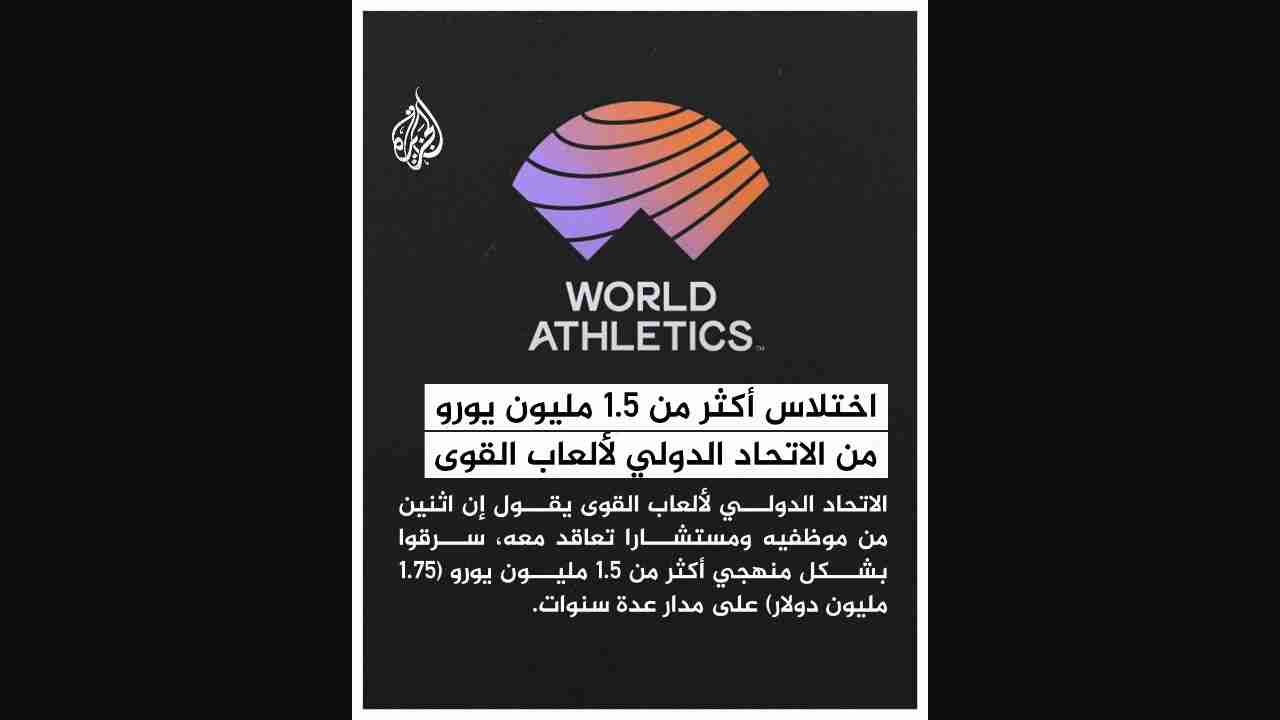 الجزيرة
WORLD
ATHLETICS™
اختلاس أكثر من 1.5 مليون يورو
من الاتحاد الدولي لألعاب القوى
الاتحاد الدولـــي لألعاب القوى يقـــول إن اثنين
من موظفيه ومستشـــارا تعاقد معه، ســـرقوا
بشـــكل منهجي أكثر من 1.5 مليـــون يورو (1.75
مليون دولار) على مدار عدة سنوات.